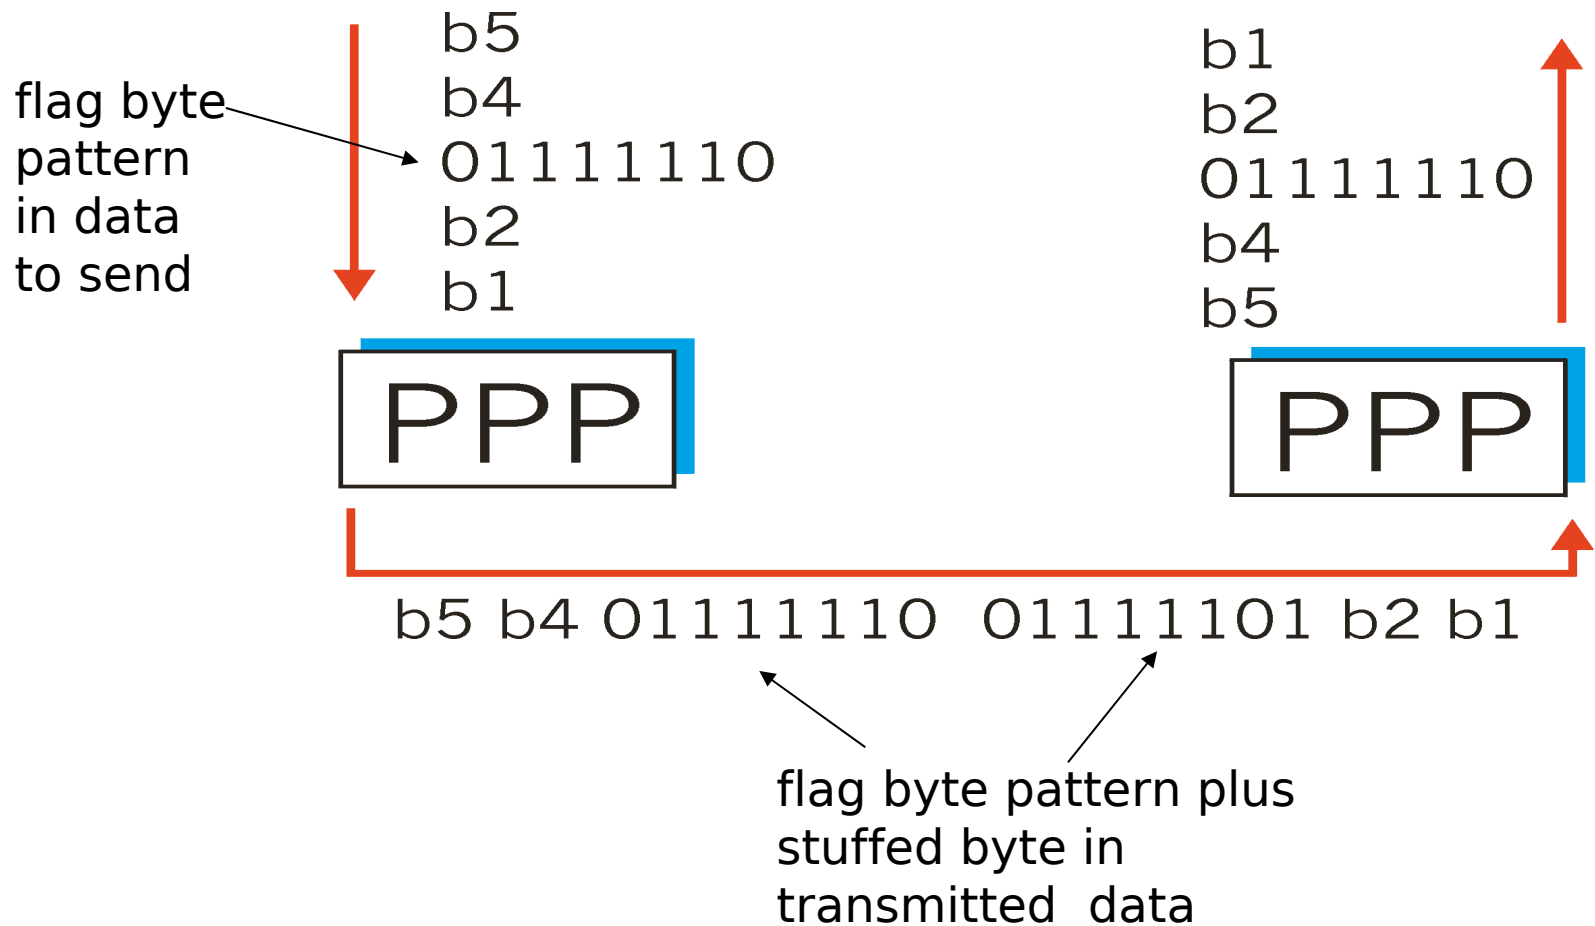 flag byte
pattern
in data
to send
b5
b4
01111110
b2
b1
PPP
b1
b2
01111110
b4
b5
PPP
b5 b4 01111110 01111101 b2 b1
flag byte pattern plus
stuffed byte in
transmitted data